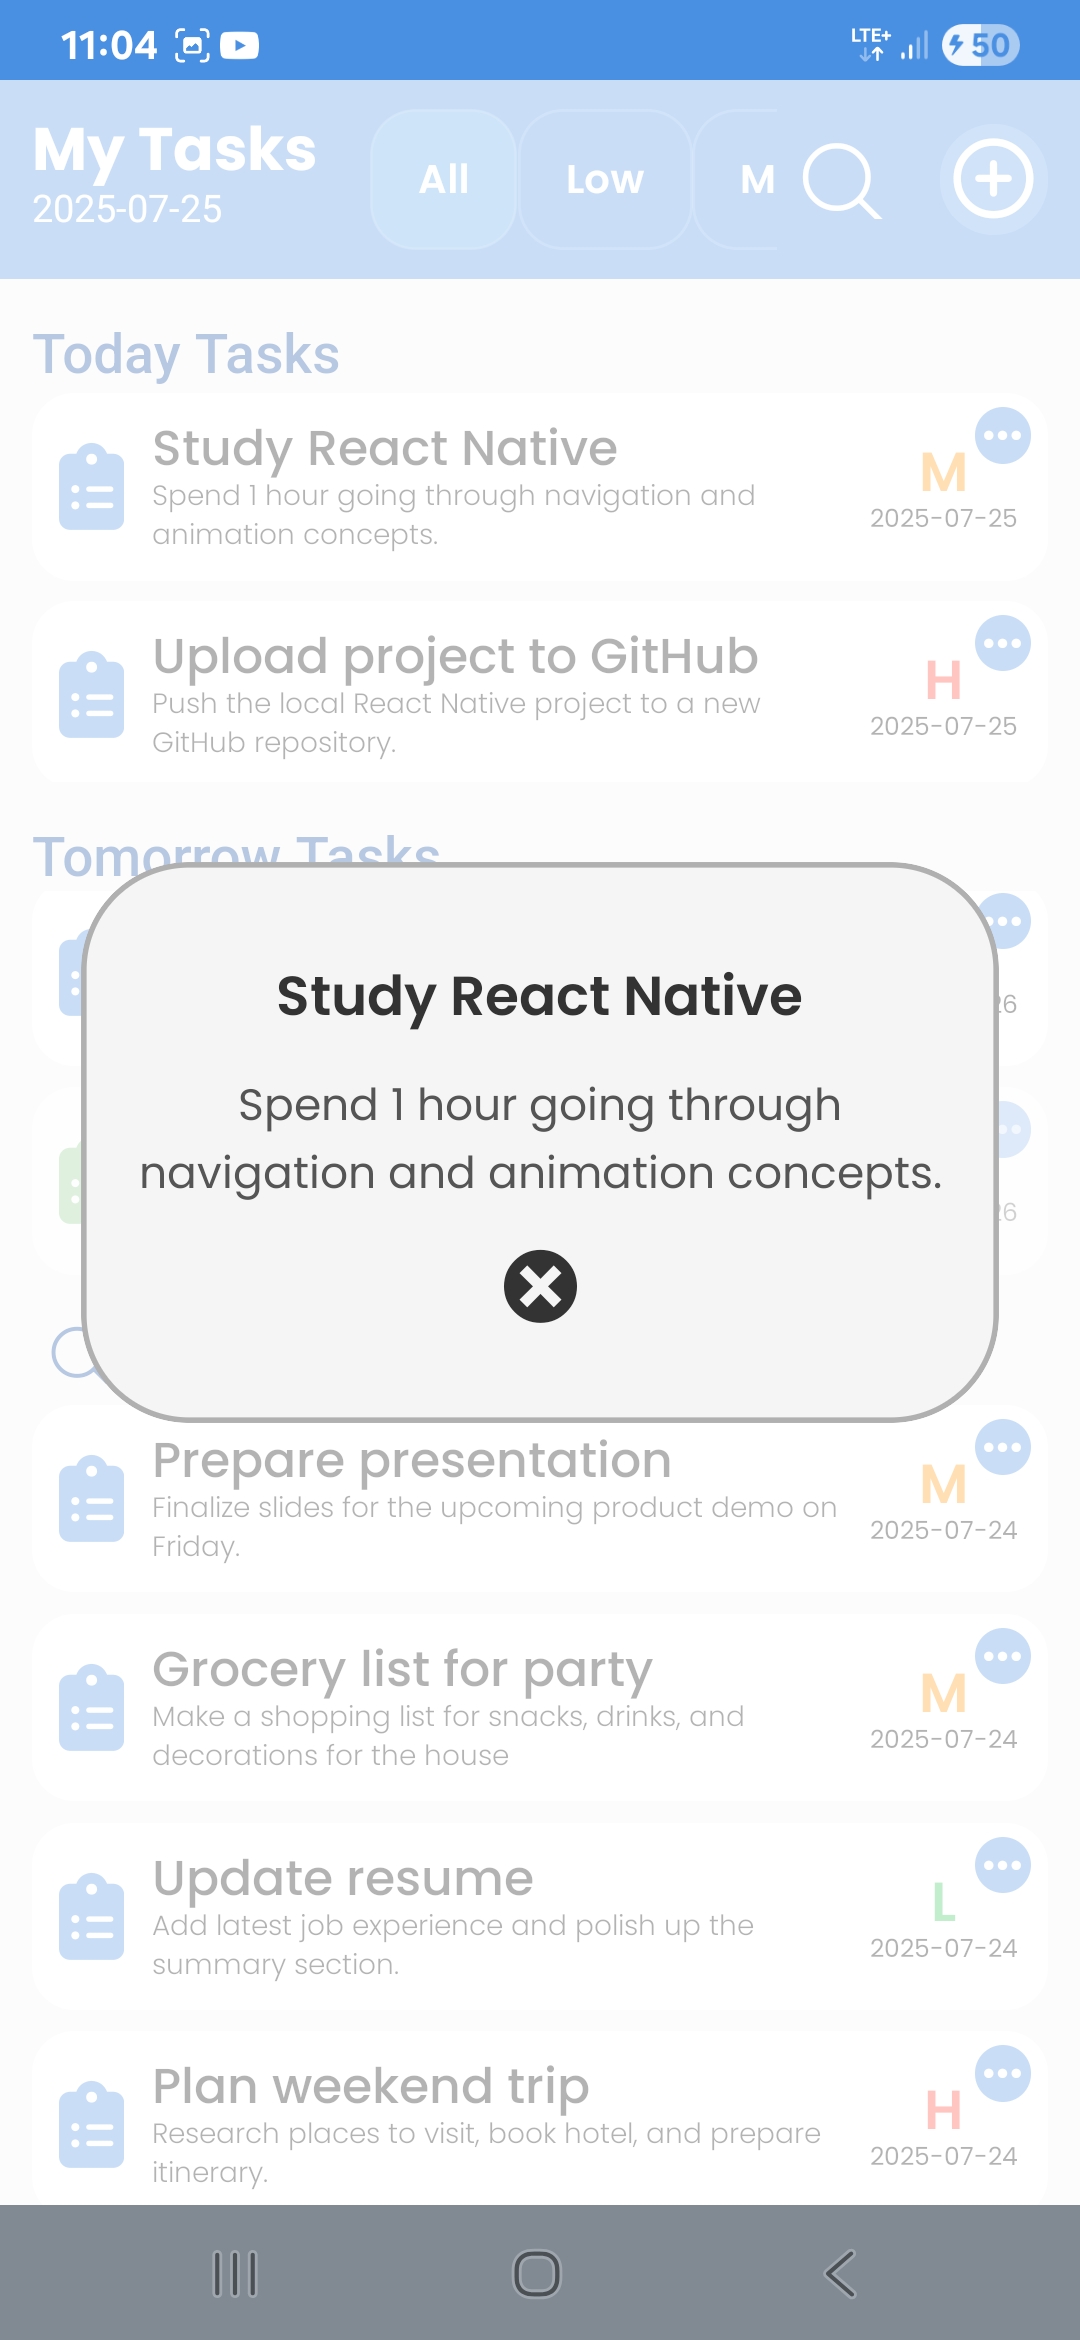 11:04
LTE+
50
My Tasks
2025-07-25
All
Low
M
Today Tasks
Study React Native
Spend 1 hour going through navigation and
animation concepts.
M
2025-07-25
Upload project to GitHub
Push the local React Native project to a new
GitHub repository.
H
2025-07-25
Tomorrow Tasks
26
26
Study React Native
Spend 1 hour going through
navigation and animation concepts.
Prepare presentation
Finalize slides for the upcoming product demo on
Friday.
M
2025-07-24
Grocery list for party
Make a shopping list for snacks, drinks, and
decorations for the house
M
2025-07-24
Update resume
Add latest job experience and polish up the
summary section.
L
2025-07-24
Plan weekend trip
Research places to visit, book hotel, and prepare
itinerary.
H
2025-07-24